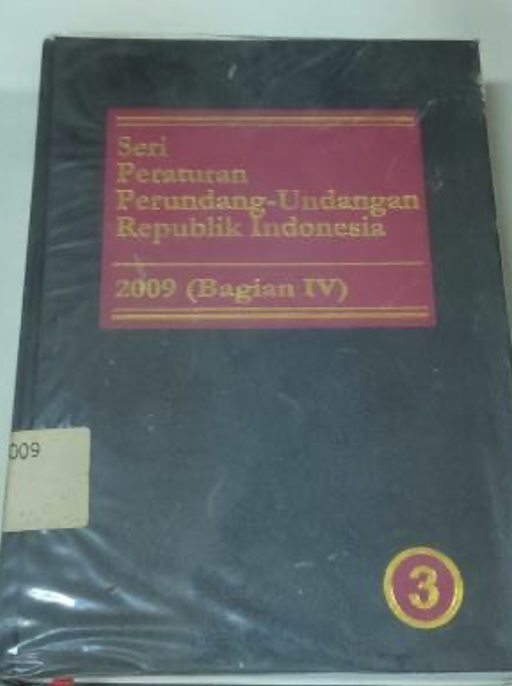 Seri
Peraturan
Perundang-Undangan
Republik Indonesia
2009 (Bagian IV)
009
3